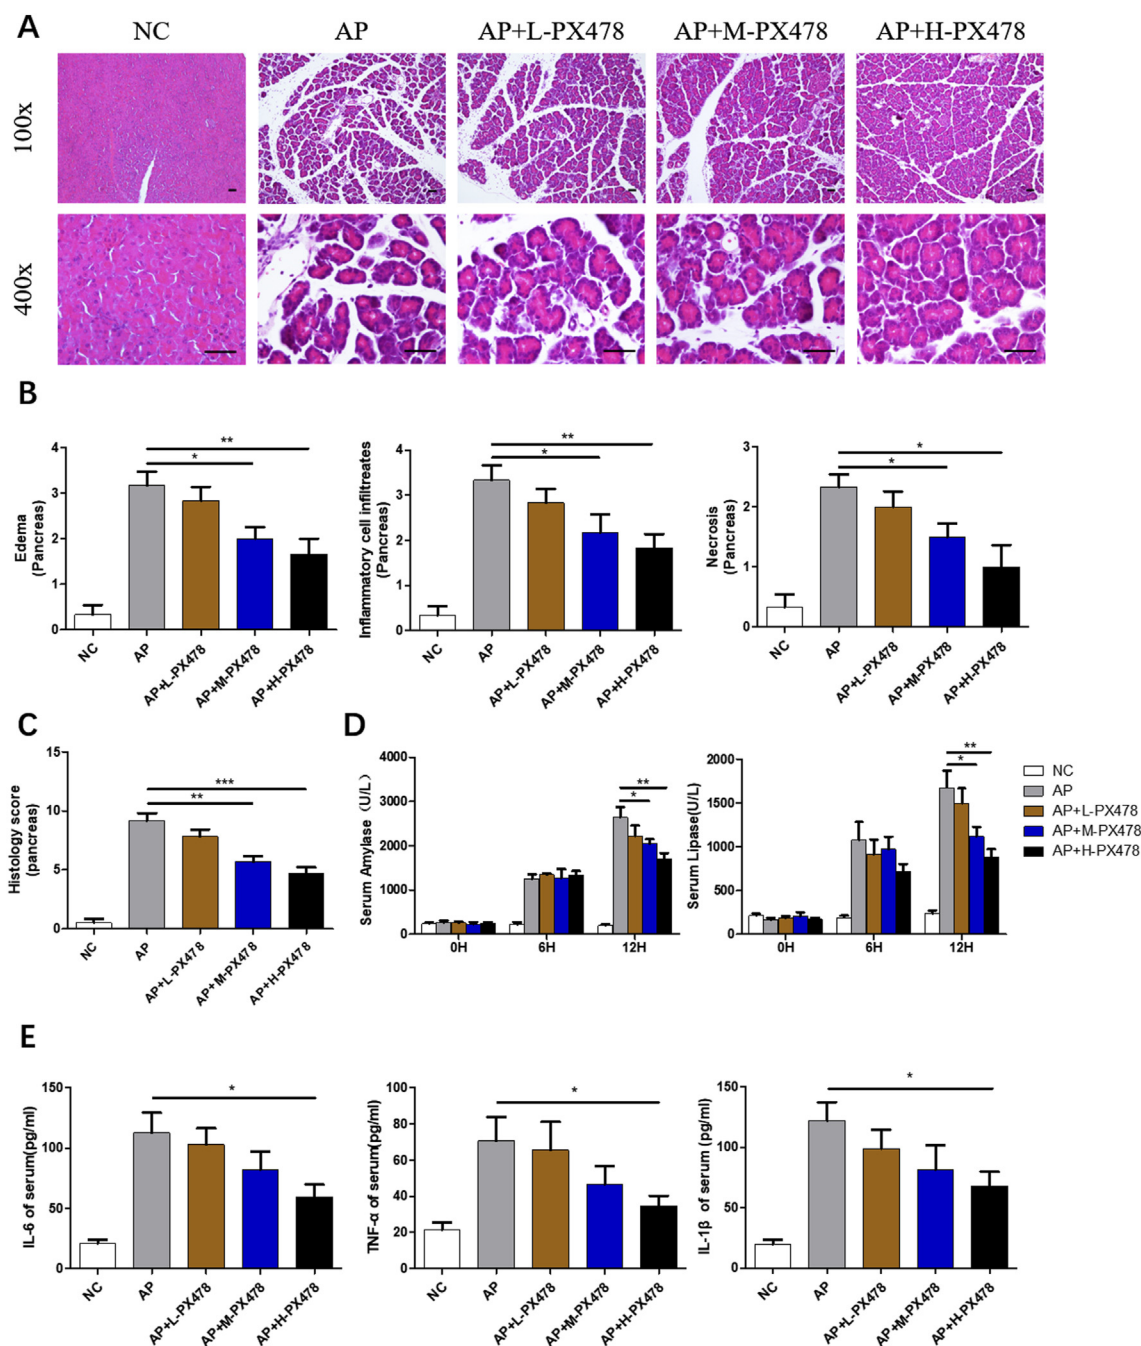 A
NC AP AP+L-PX478 AP+M-PX478 AP+H-PX478
100x
400x
B
Edema
(Pancreas)
4
3
2
1
0
* **
NC AP AP+L-PX478 AP+M-PX478 AP+H-PX478
Inflammatory cell infiltreates
(Pancreas)
4
3
2
1
0
* **
NC AP AP+L-PX478 AP+M-PX478 AP+H-PX478
Necrosis
(Pancreas)
3
2
1
0
* *
NC AP AP+L-PX478 AP+M-PX478 AP+H-PX478
C
Histology score
(pancreas)
15
10
5
0
** ***
NC AP AP+L-PX478 AP+M-PX478 AP+H-PX478
D
Serum Amylase（U/L）
4000
3000
2000
1000
0
* **
0H 6H 12H
Serum Lipase(U/L)
2000
1500
1000
500
0
* **
0H 6H 12H
NC
AP
AP+L-PX478
AP+M-PX478
AP+H-PX478
E
IL-6 of serum(pg/ml)
150
100
50
0
*
NC AP AP+L-PX478 AP+M-PX478 AP+H-PX478
TNF-α of serum(pg/ml)
100
80
60
40
20
0
*
NC AP AP+L-PX478 AP+M-PX478 AP+H-PX478
IL-1β of serum (pg/ml)
150
100
50
0
*
NC AP AP+L-PX478 AP+M-PX478 AP+H-PX478